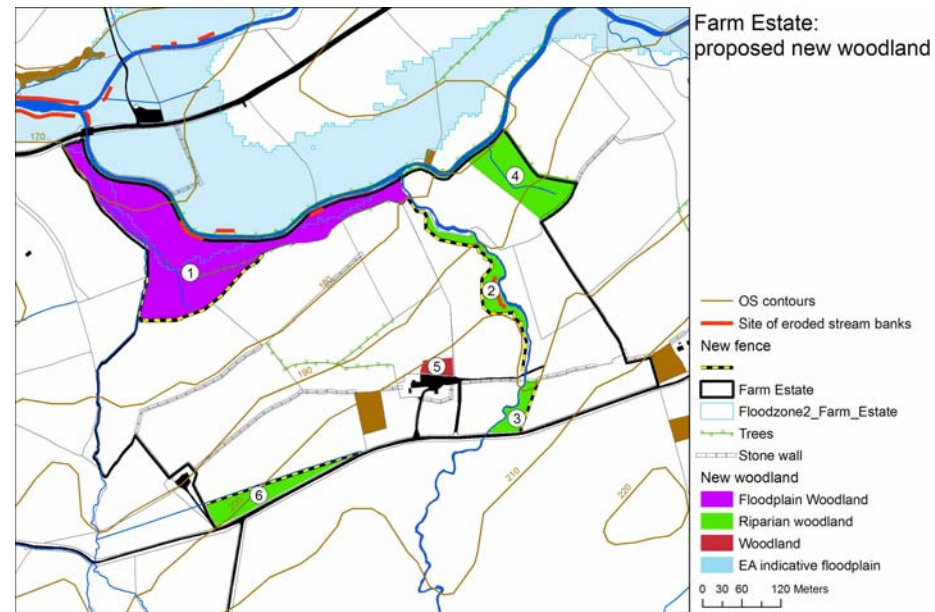 Farm Estate:
proposed new woodland
170
4
180
1
2
190
5
3
6
210
220
OS contours
Site of eroded stream banks
New fence
Farm Estate
Floodzone2_Farm_Estate
Trees
Stone wall
New woodland
Floodplain Woodland
Riparian woodland
Woodland
EA indicative floodplain
0 30 60 120 Meters